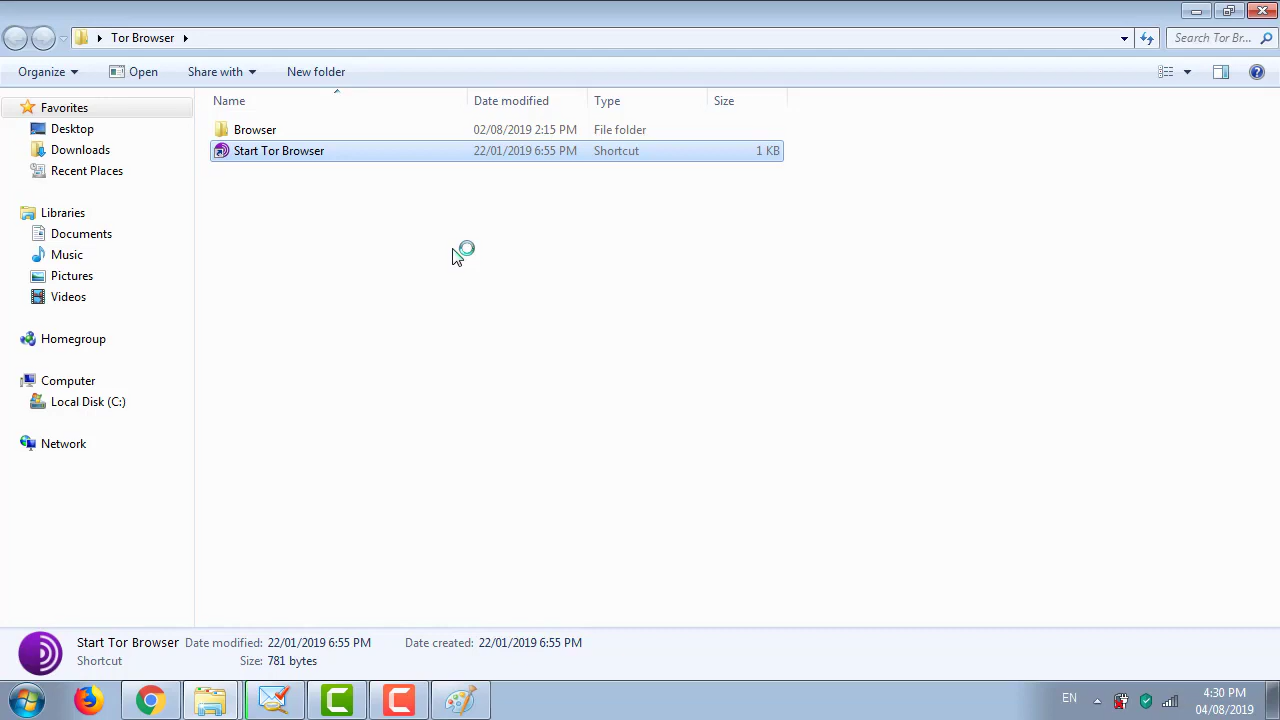 Tor Browser
Search Tor Br...
Organize Open Share with New folder
Name Date modified Type Size
Favorites
Desktop
Downloads
Recent Places
Libraries
Documents
Music
Pictures
Videos
Homegroup
Computer
Local Disk (C:)
Network
Browser 02/08/2019 2:15 PM File folder
Start Tor Browser 22/01/2019 6:55 PM Shortcut 1 KB
Start Tor Browser Date modified: 22/01/2019 6:55 PM Date created: 22/01/2019 6:55 PM
Shortcut Size: 781 bytes
EN
4:30 PM
04/08/2019